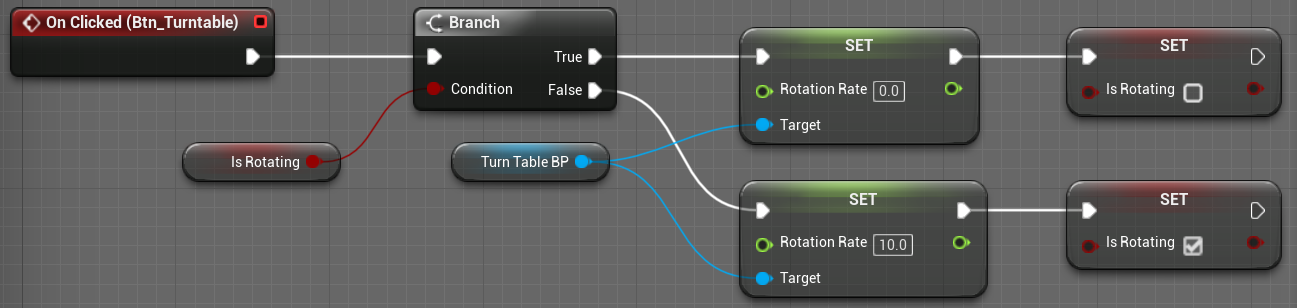 On Clicked (Btn_Turntable)
Branch
True
Condition
False
Is Rotating
Turn Table BP
SET
Rotation Rate 0.0
Target
SET
Is Rotating
SET
Rotation Rate 10.0
Target
SET
Is Rotating